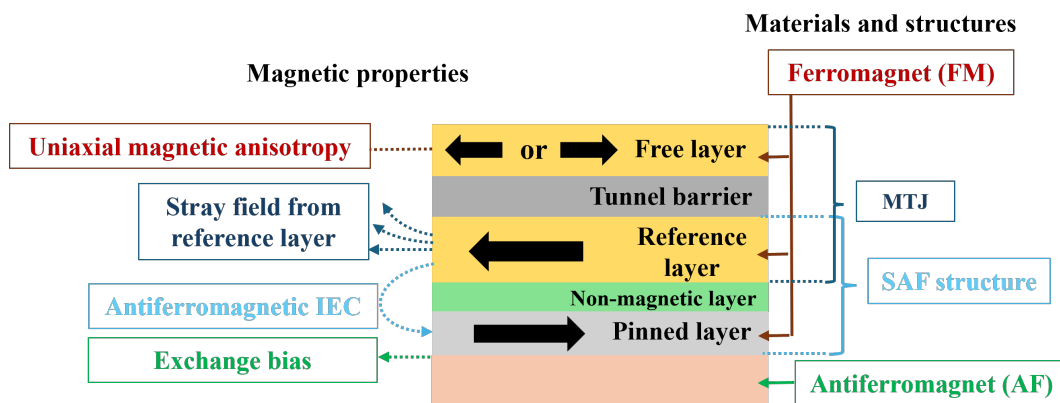 Materials and structures
Magnetic properties
Ferromagnet (FM)
Uniaxial magnetic anisotropy
or
Free layer
Tunnel barrier
MTJ
Stray field from
reference layer
Reference
layer
SAF structure
Antiferromagnetic IEC
Non-magnetic layer
Pinned layer
Exchange bias
Antiferromagnet (AF)